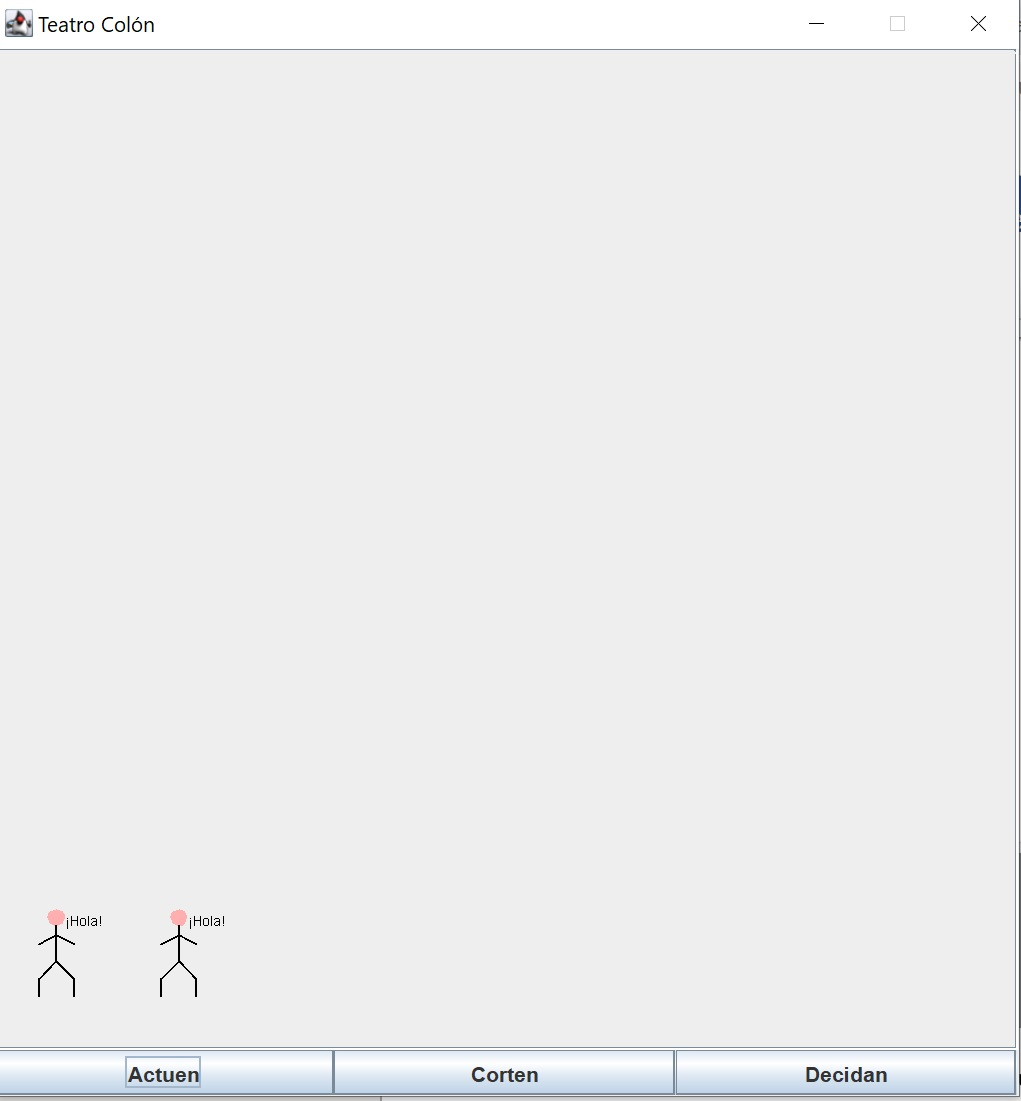 Teatro Colón
¡Hola! ¡Hola!
Actuen Corten Decidan